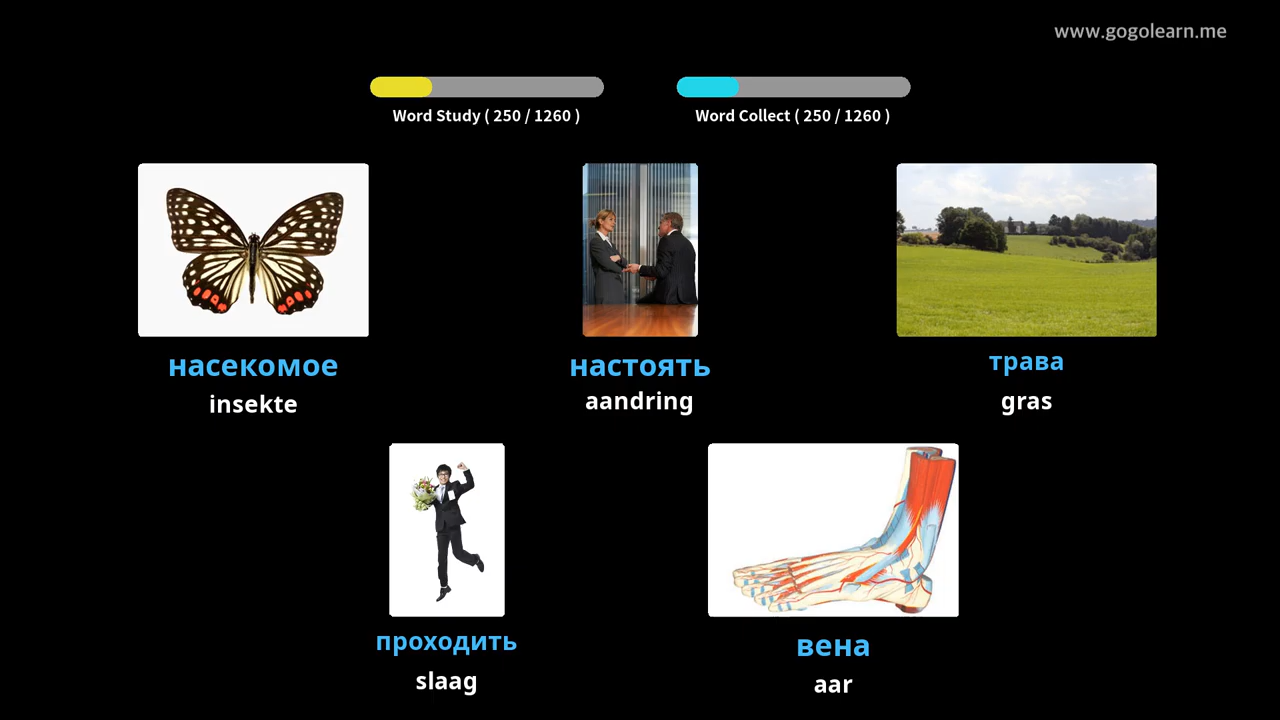 www.gogolearn.me
Word Study ( 250 / 1260 )
Word Collect ( 250 / 1260 )
насекомое
insekte
настоять
aandring
трава
gras
проходить
slaag
вена
aar